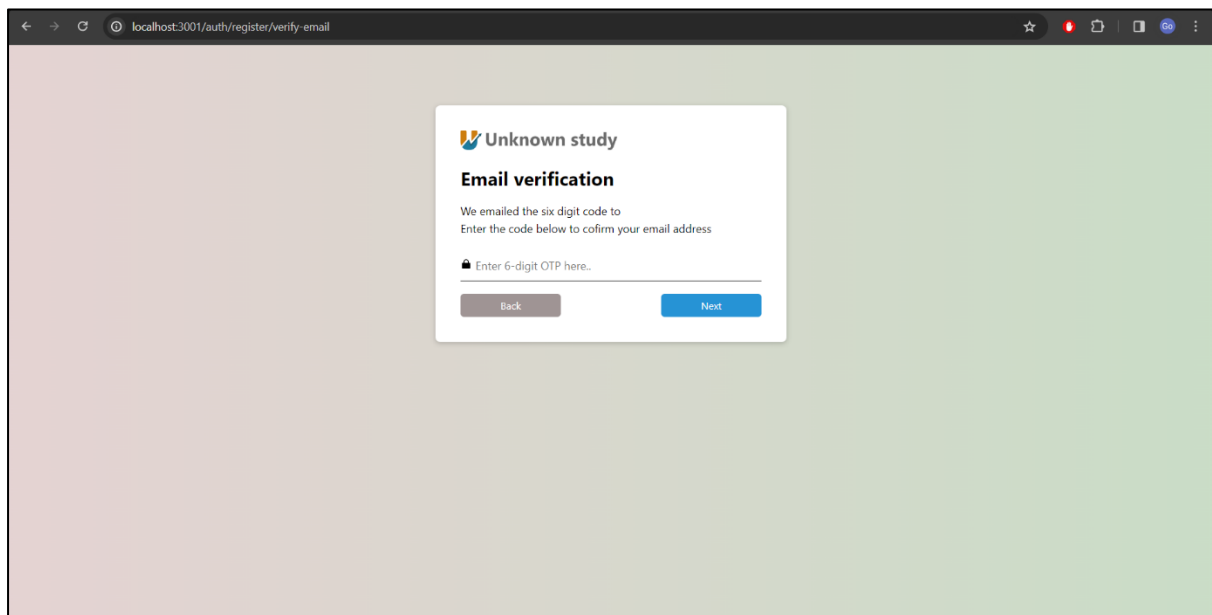 localhost:3001/auth/register/verify-email
Go
Unknown study
Email verification
We emailed the six digit code to
Enter the code below to cofirm your email address
Enter 6-digit OTP here..
Back
Next